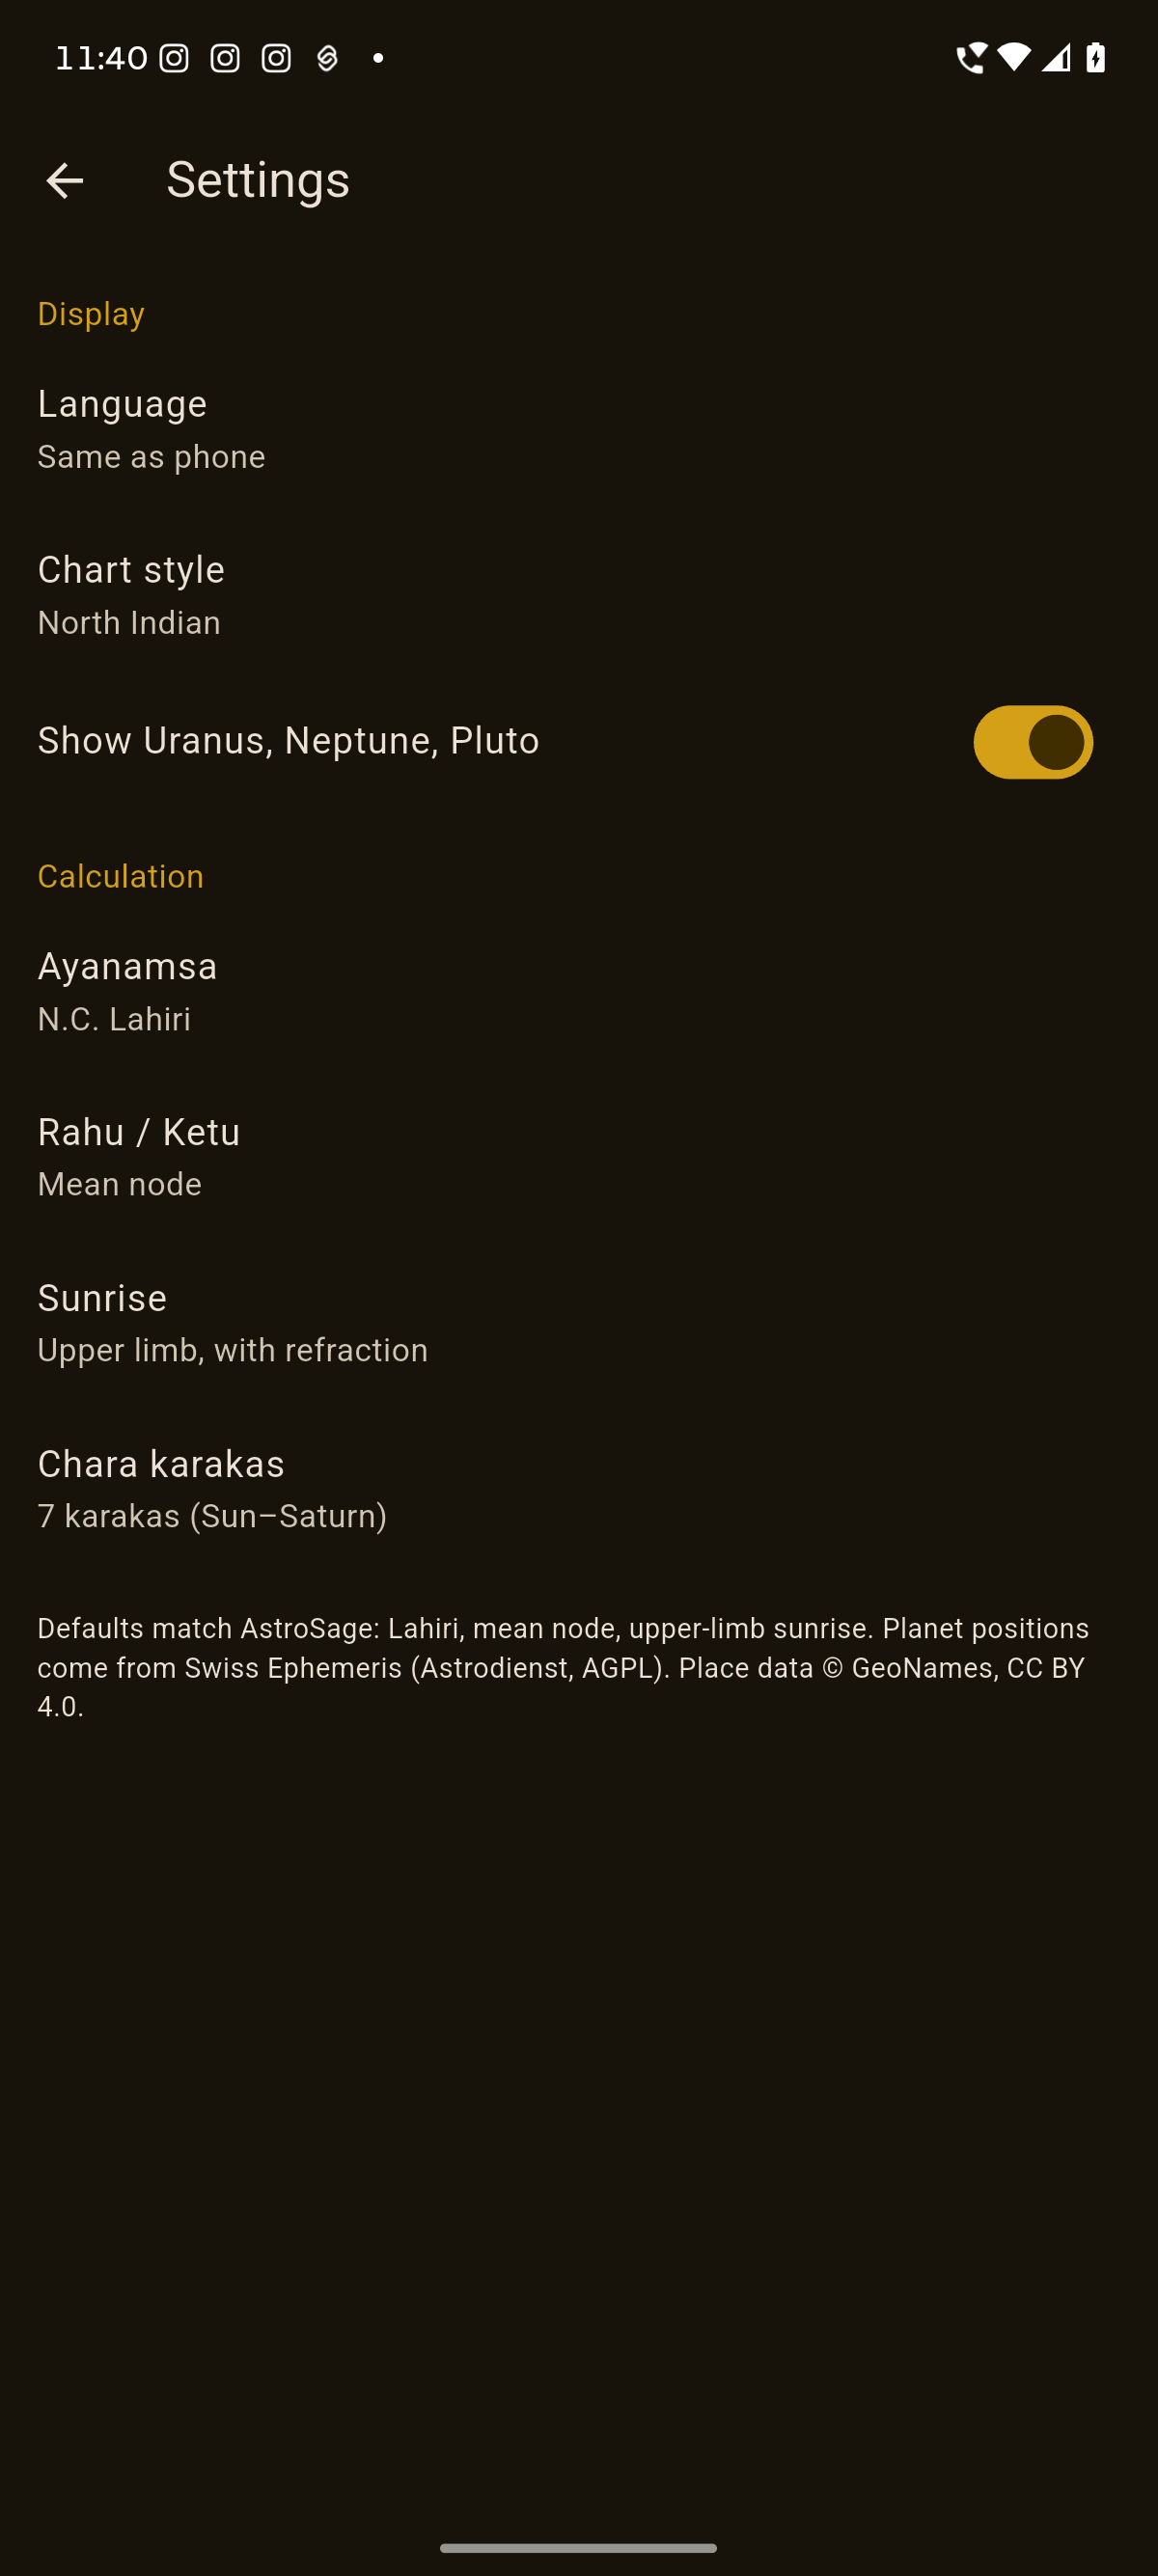 11:40
Settings
Display
Language
Same as phone
Chart style
North Indian
Show Uranus, Neptune, Pluto
Calculation
Ayanamsa
N.C. Lahiri
Rahu / Ketu
Mean node
Sunrise
Upper limb, with refraction
Chara karakas
7 karakas (Sun–Saturn)
Defaults match AstroSage: Lahiri, mean node, upper-limb sunrise. Planet positions
come from Swiss Ephemeris (Astrodienst, AGPL). Place data © GeoNames, CC BY
4.0.